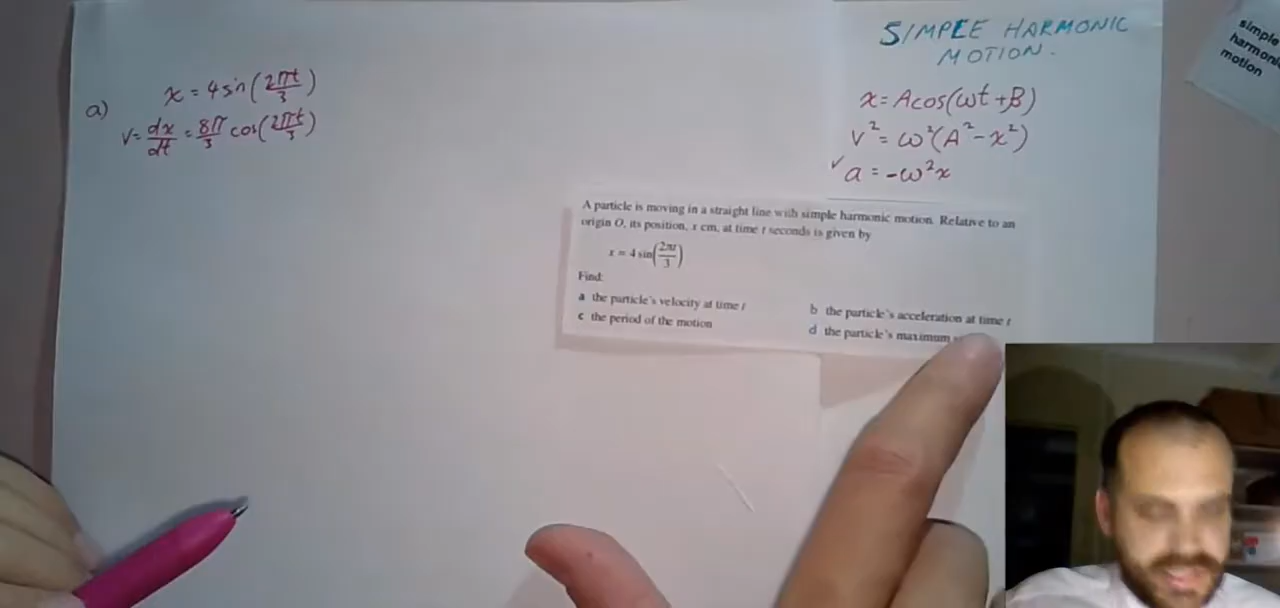 SIMPLE HARMONIC
MOTION.
simple
harmonic
motion
x = Acos(ωt + B)
v² = ω²(A² - x²)
✓ a = -ω²x
a) x = 4sin(2πt/3)
v = dx/dt = 8π/3 cos(2πt/3)
A particle is moving in a straight line with simple harmonic motion. Relative to an
origin O, its position, x cm, at time t seconds is given by
x = 4 sin(2πt/3)
Find:
a the particle's velocity at time t
b the particle's acceleration at time t
c the period of the motion
d the particle's maximum